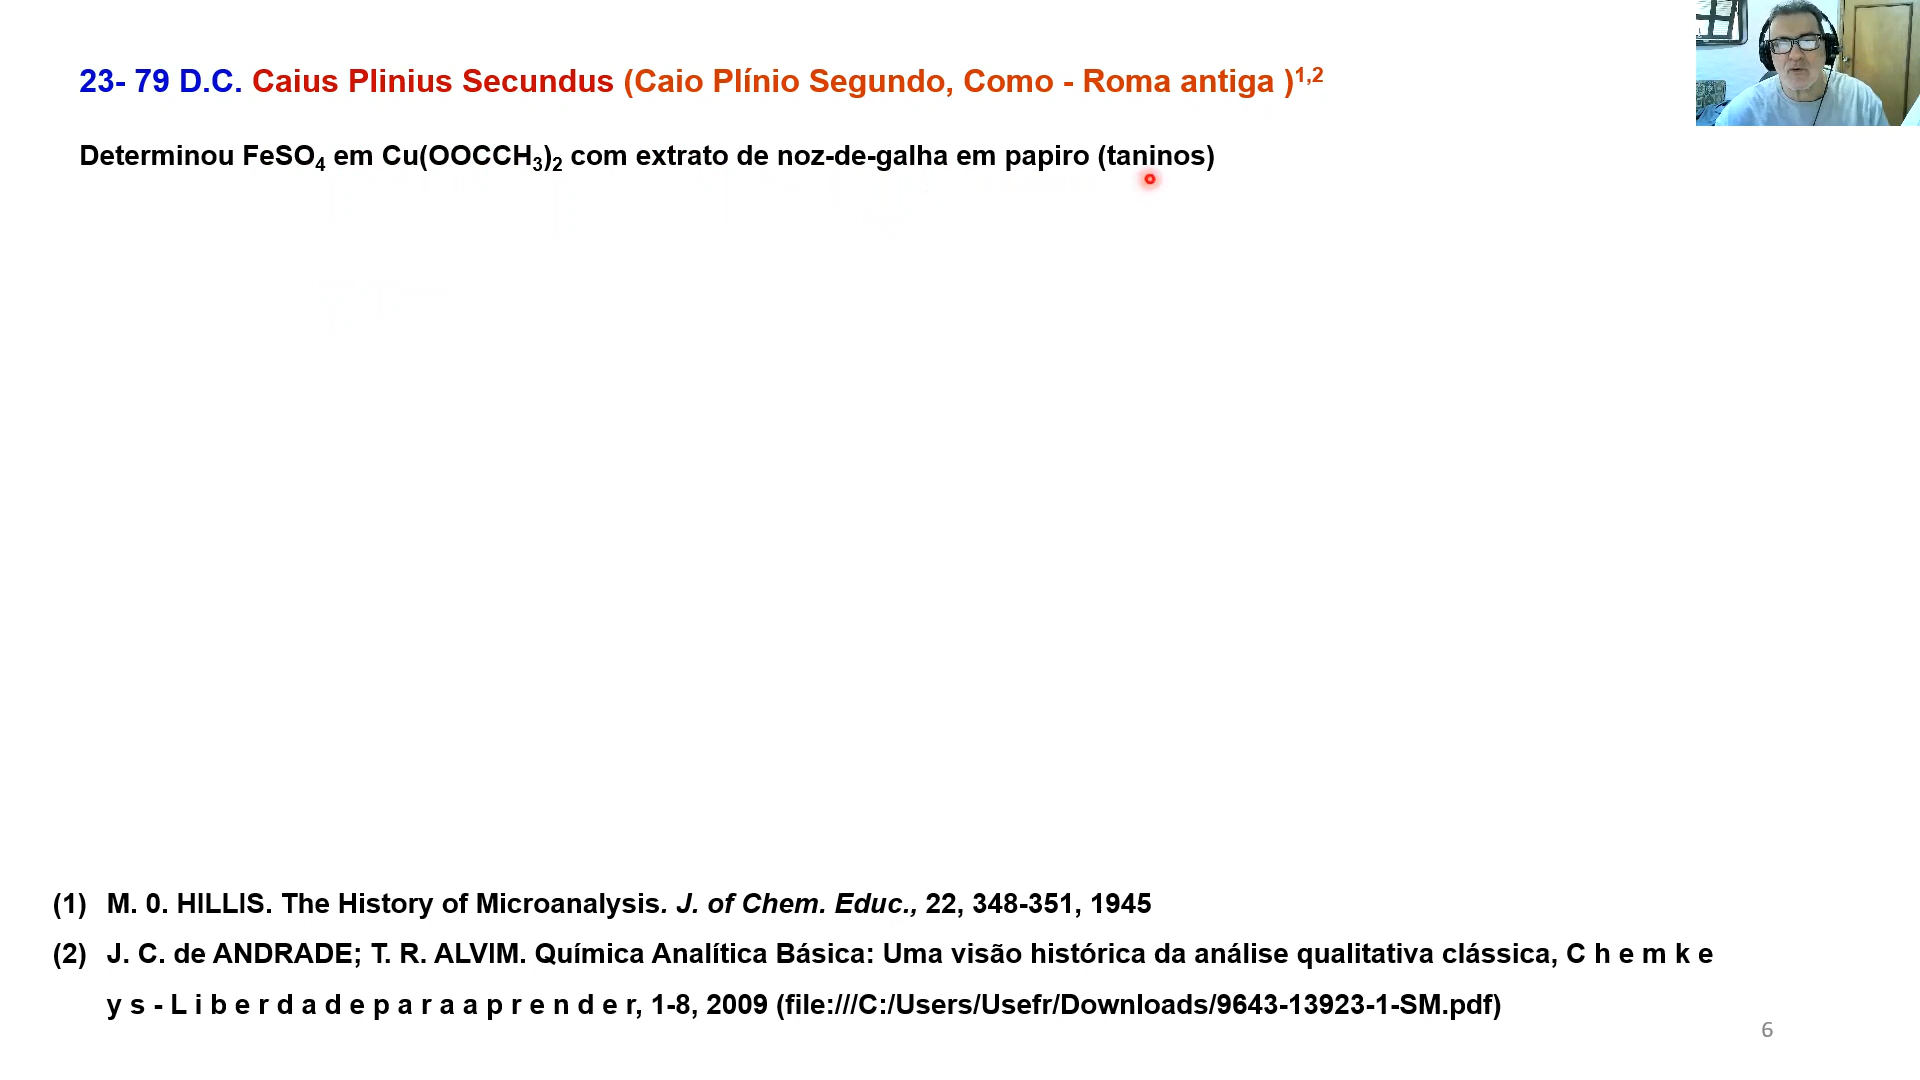 23- 79 D.C. Caius Plinius Secundus (Caio Plínio Segundo, Como - Roma antiga )1,2
Determinou FeSO4 em Cu(OOCCH3)2 com extrato de noz-de-galha em papiro (taninos)
(1) M. 0. HILLIS. The History of Microanalysis. J. of Chem. Educ., 22, 348-351, 1945
(2) J. C. de ANDRADE; T. R. ALVIM. Química Analítica Básica: Uma visão histórica da análise qualitativa clássica, C h e m k e
y s - L i b e r d a d e p a r a a p r e n d e r, 1-8, 2009 (file:///C:/Users/Usefr/Downloads/9643-13923-1-SM.pdf)
6